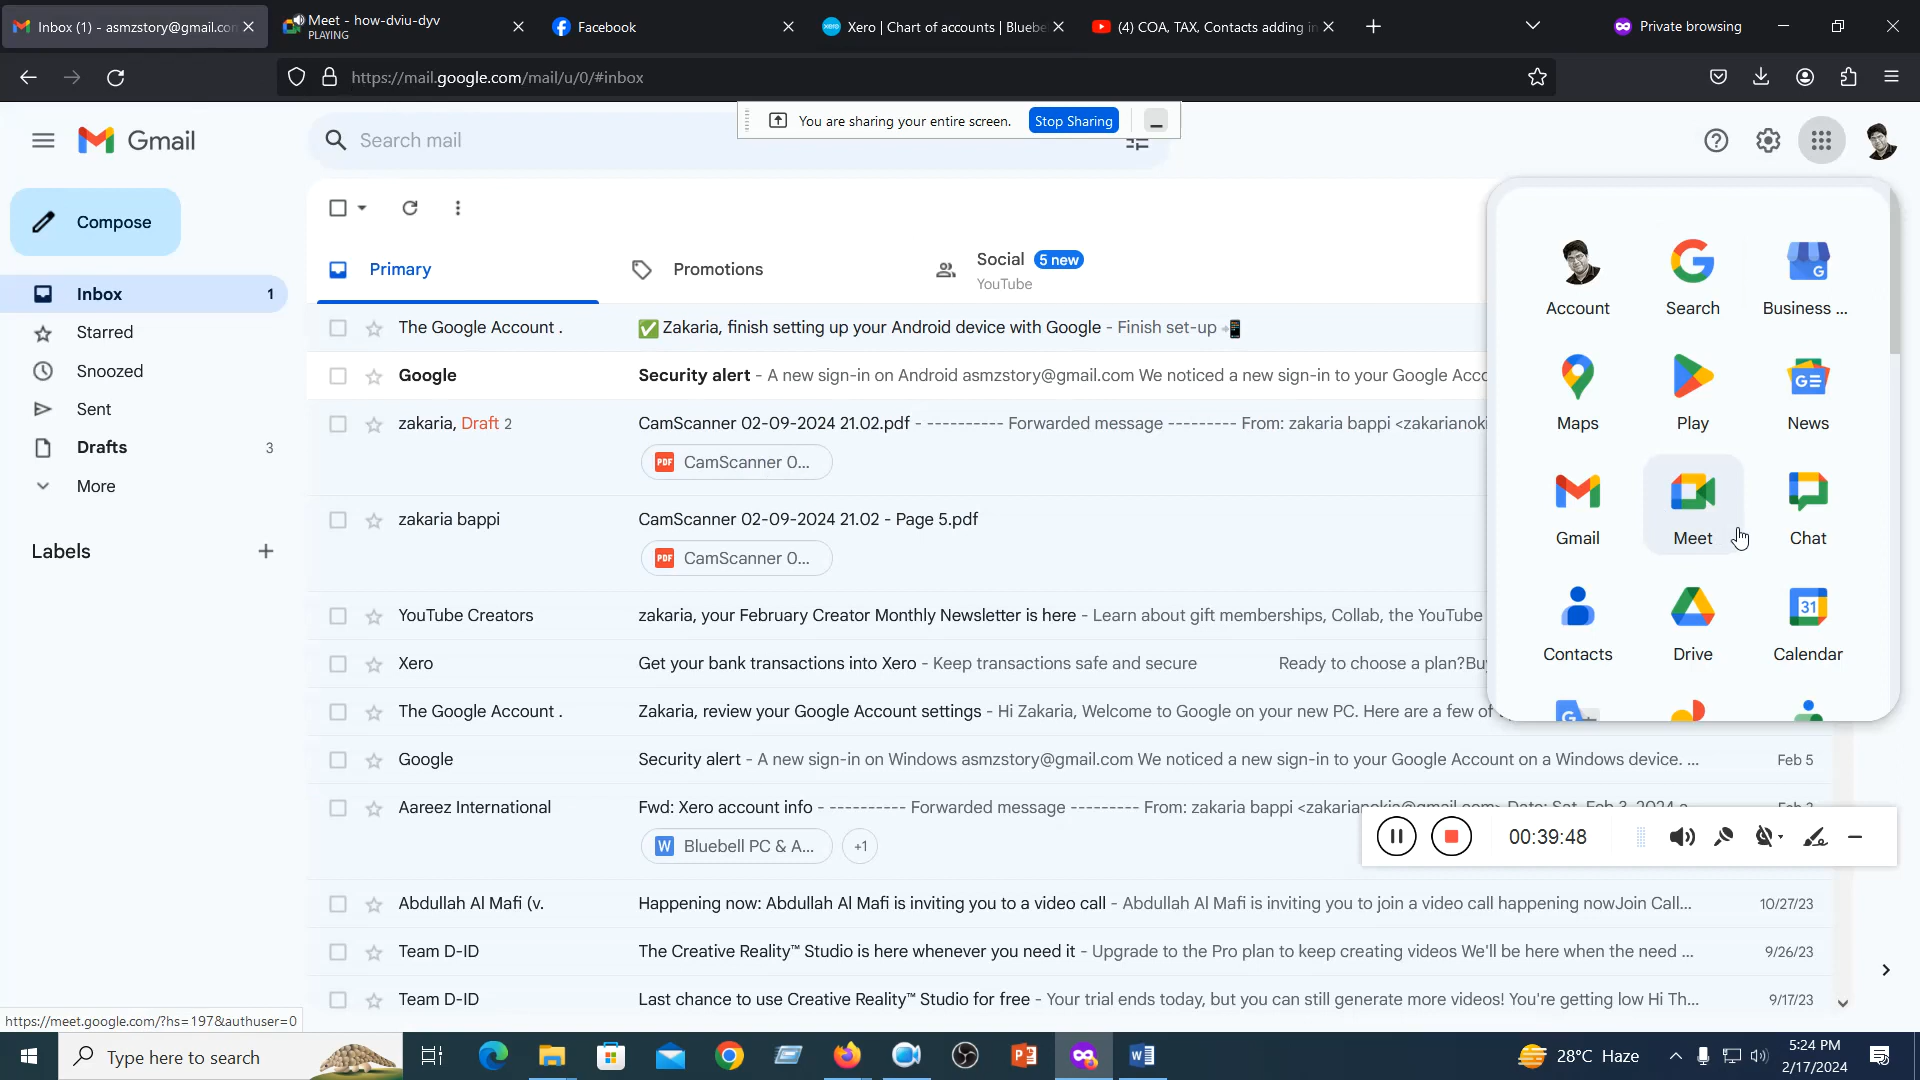 Inbox (1) - asmzstory@gmail.con
Meet - how-dviu-dyv
PLAYING
Facebook
Xero | Chart of accounts | Bluebe
(4) COA, TAX, Contacts adding in
Private browsing
https://mail.google.com/mail/u/0/#inbox
You are sharing your entire screen.
Stop Sharing
Gmail
Search mail
Compose
Inbox 1
Starred
Snoozed
Sent
Drafts 3
More
Labels
Primary
Promotions
Social 5 new
YouTube
The Google Account . ✅ Zakaria, finish setting up your Android device with Google - Finish set-up 📲
Google Security alert - A new sign-in on Android asmzstory@gmail.com We noticed a new sign-in to your Google Acc
zakaria, Draft 2 CamScanner 02-09-2024 21.02.pdf - ---------- Forwarded message --------- From: zakaria bappi <zakarianoki
PDF CamScanner 0...
zakaria bappi CamScanner 02-09-2024 21.02 - Page 5.pdf
PDF CamScanner 0...
YouTube Creators zakaria, your February Creator Monthly Newsletter is here - Learn about gift memberships, Collab, the YouTube
Xero Get your bank transactions into Xero - Keep transactions safe and secure Ready to choose a plan?Bu
The Google Account . Zakaria, review your Google Account settings - Hi Zakaria, Welcome to Google on your new PC. Here are a few of
Google Security alert - A new sign-in on Windows asmzstory@gmail.com We noticed a new sign-in to your Google Account on a Windows device. ... Feb 5
Aareez International Fwd: Xero account info - ---------- Forwarded message --------- From: zakaria bappi <zakarianokia@gmail.com> Date: Sat, Feb 3, 2024 a Feb 3
W Bluebell PC & A... +1
Abdullah Al Mafi (v. Happening now: Abdullah Al Mafi is inviting you to a video call - Abdullah Al Mafi is inviting you to join a video call happening nowJoin Call... 10/27/23
Team D-ID The Creative Reality™ Studio is here whenever you need it - Upgrade to the Pro plan to keep creating videos We'll be here when the need ... 9/26/23
Team D-ID Last chance to use Creative Reality™ Studio for free - Your trial ends today, but you can still generate more videos! You're getting low Hi Th... 9/17/23
Account
Search
Business ...
Maps
Play
News
Gmail
Meet
Chat
Contacts
Drive
31
Calendar
00:39:48
https://meet.google.com/?hs=197&authuser=0
Type here to search
28°C Haze
5:24 PM
2/17/2024